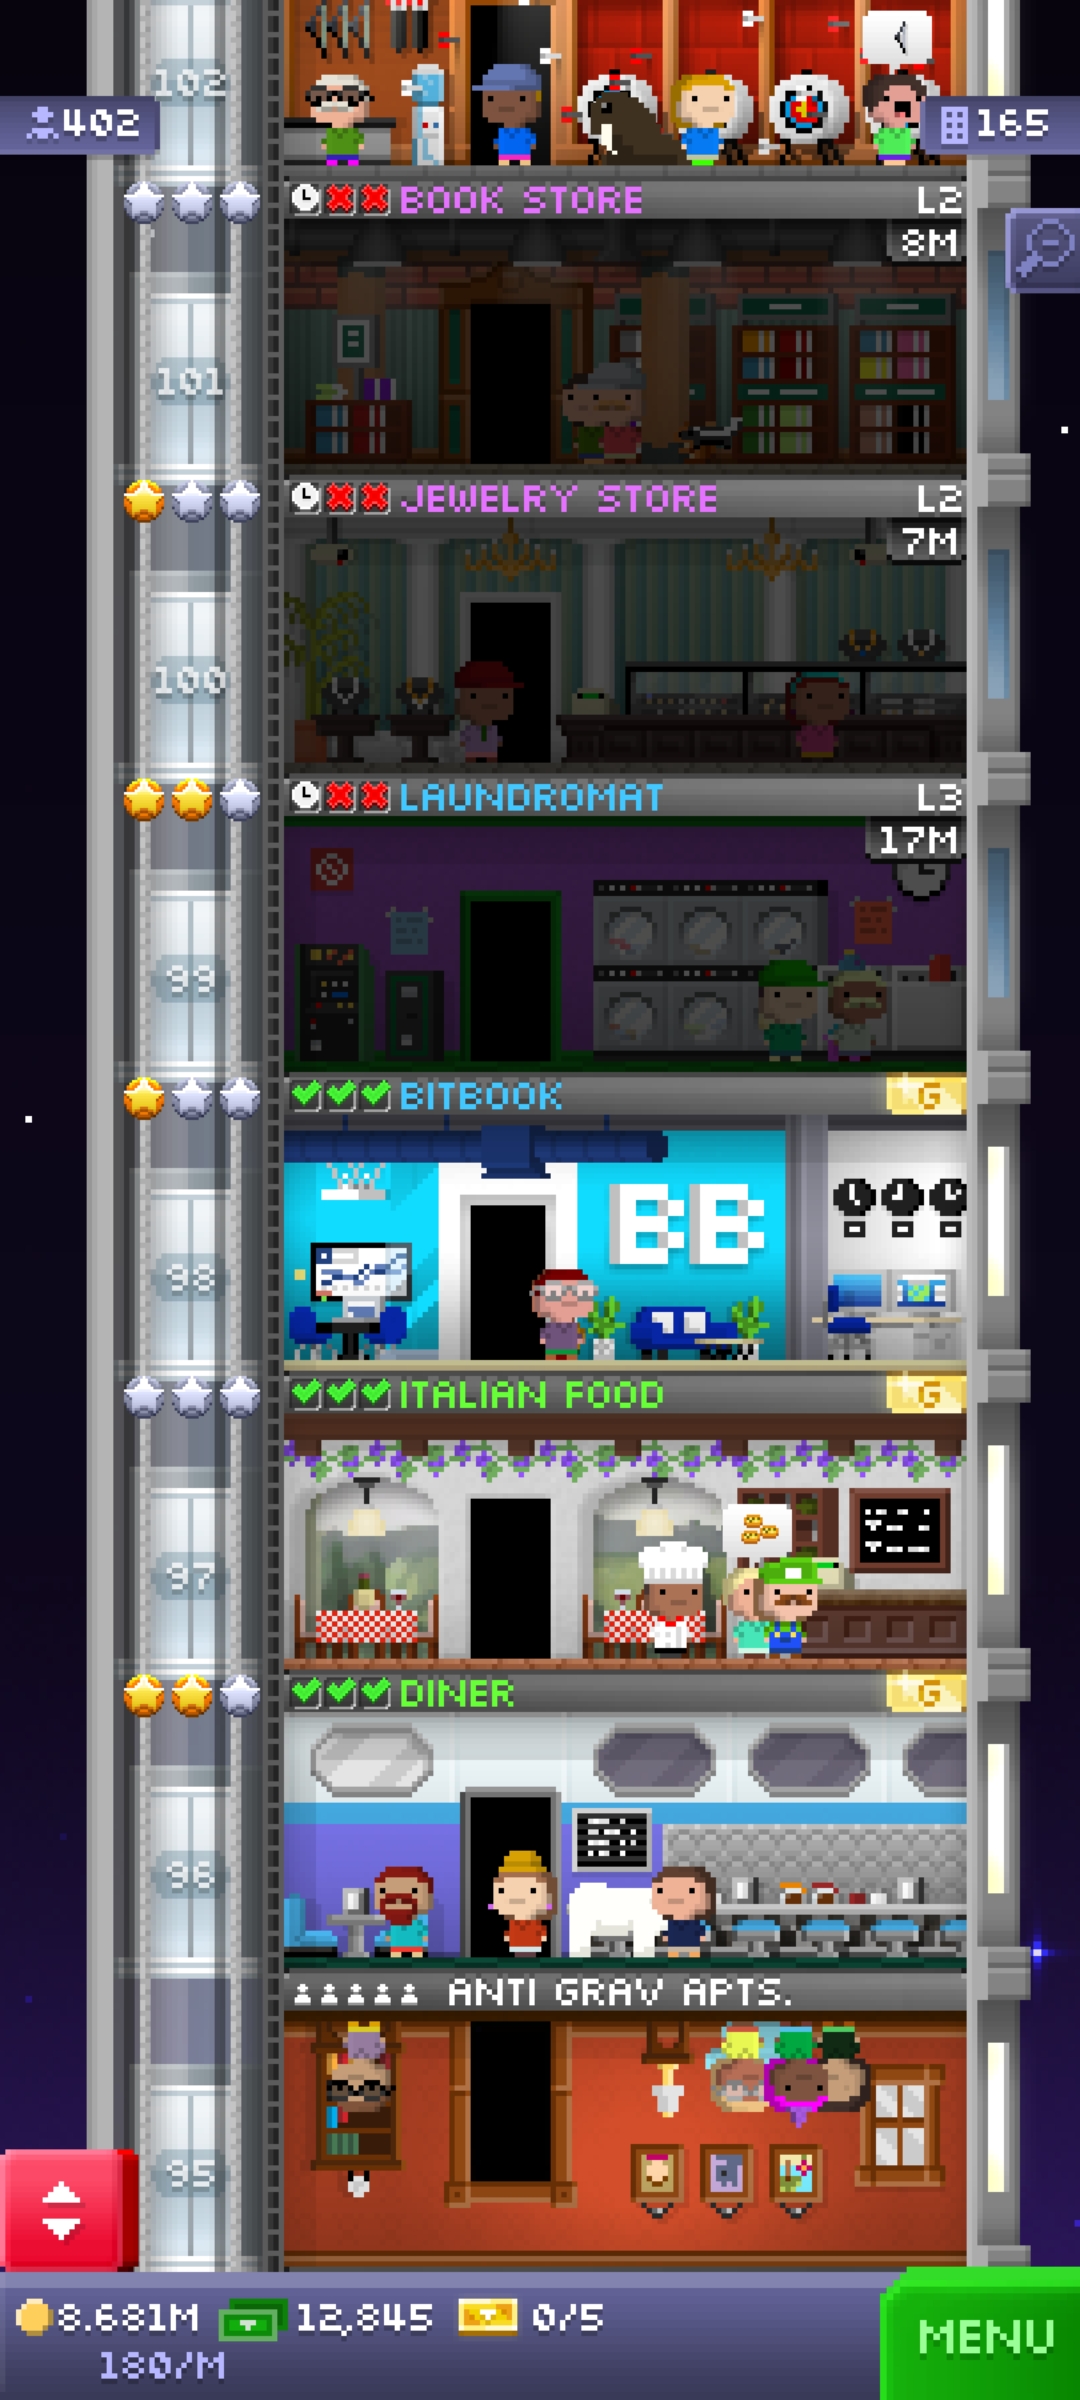 102
402
165
BOOK STORE L2
8M
101
JEWELRY STORE L2
7M
100
LAUNDROMAT L3
17M
99
BITBOOK G
BB
98
ITALIAN FOOD G
97
DINER G
96
ANTI GRAV APTS.
95
8.681M 12,845 0/5
180/M
MENU